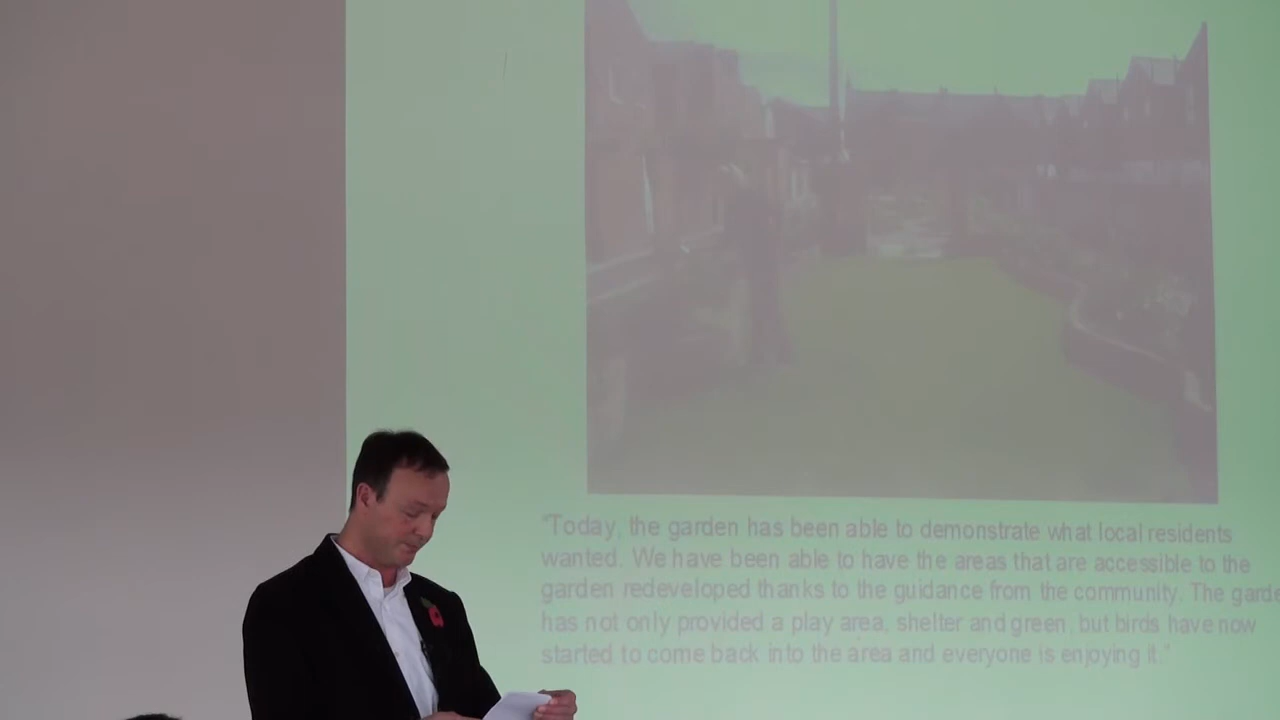 "Today, the garden has been able to demonstrate what local residents
wanted. We have been able to have the areas that are accessible to the
garden redeveloped thanks to the guidance from the community. The garde
has not only provided a play area, shelter and green, but birds have now
started to come back into the area and everyone is enjoying it."